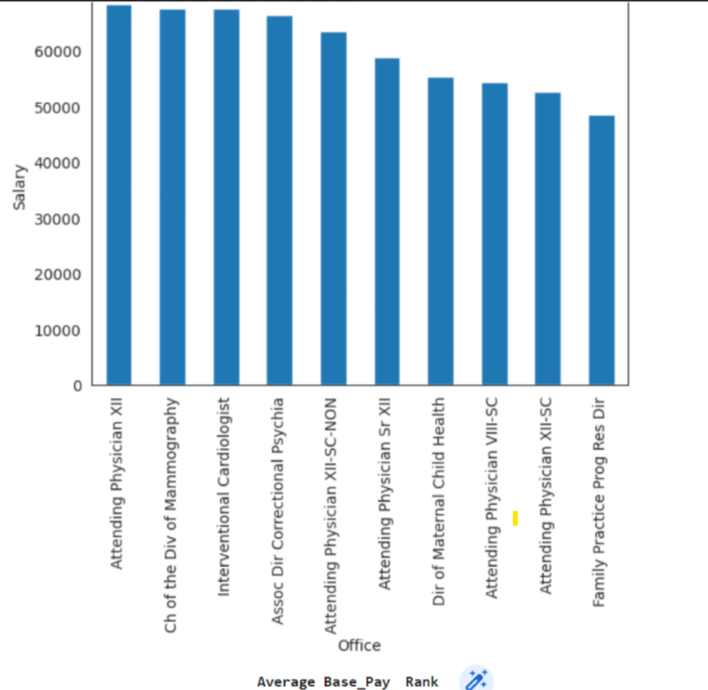 60000
50000
40000
30000
20000
10000
0
Salary
Attending Physician XII
Ch of the Div of Mammography
Interventional Cardiologist
Assoc Dir Correctional Psychia
Attending Physician XII-SC-NON
Attending Physician Sr XII
Dir of Maternal Child Health
Attending Physician VIII-SC
Attending Physician XII-SC
Family Practice Prog Res Dir
Office
Average Base_Pay Rank